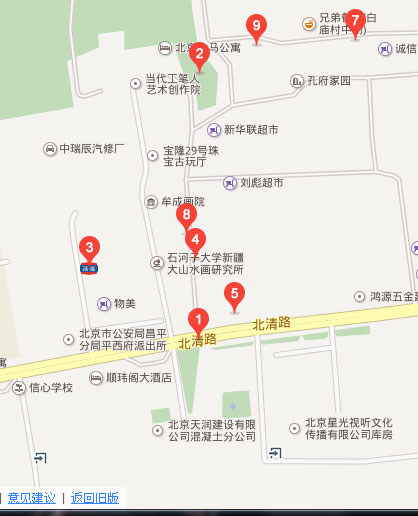 9
7
兄弟
白
庙村中街)
诚信
2
北京
马公寓
当代工笔人
艺术创作院
孔府家园
新华联超市
中瑞辰汽修厂
宝隆29号珠
宝古玩厅
刘彪超市
牟成画院
8
4
石河子大学新疆
大山水画研究所
3
5
物美
鸿源五金建
1
北清路
北清路
北京市公安局昌平
分局平西府派出所
寓
顺玮阁大酒店
信心学校
北京天润建设有限
公司混凝土分公司
北京星光视听文化
传播有限公司库房
| 意见建议 | 返回旧版